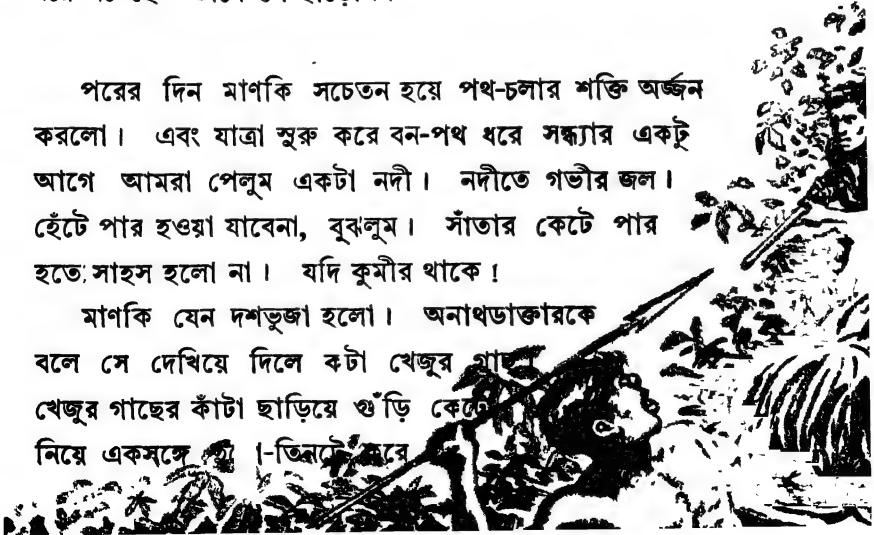 পরের দিন মাণকি সচেতন হয়ে পথ-চলার শক্তি অর্জ্জন
করলো। এবং যাত্রা স্বুরু করে বন-পথ ধরে সন্ধ্যার একটু
আগে আমরা পেলুম একটা নদী। নদীতে গভীর জল।
হেঁটে পার হওয়া যাবেনা, বুঝলুম। সাঁতার কেটে পার
হতে সাহস হলো না। যদি কুমীর থাকে!
মাণকি যেন দশভুজা হলো। অনাথডাক্তারকে
বলে সে দেখিয়ে দিলে কটা খেজুর
খেজুর গাছের কাঁটা ছাড়িয়ে গুঁড়ি কেটে
নিয়ে একসঙ্গে -তিনটে করে